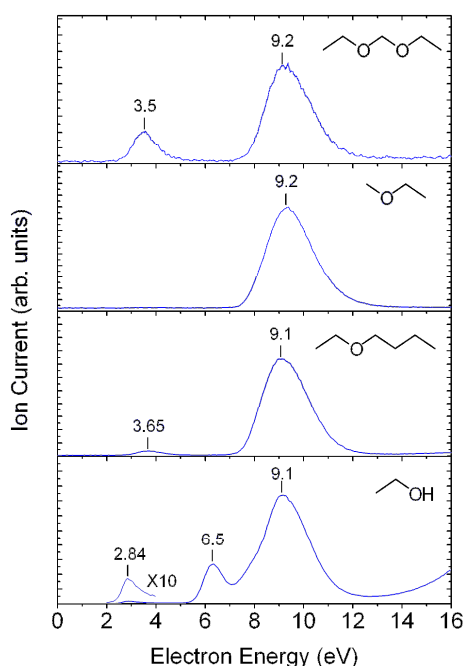 9.2
3.5
O O
9.2
O
9.1
O
3.65
9.1
OH
6.5
2.84
X10
0 2 4 6 8 10 12 14 16
Electron Energy (eV)
Ion Current (arb. units)